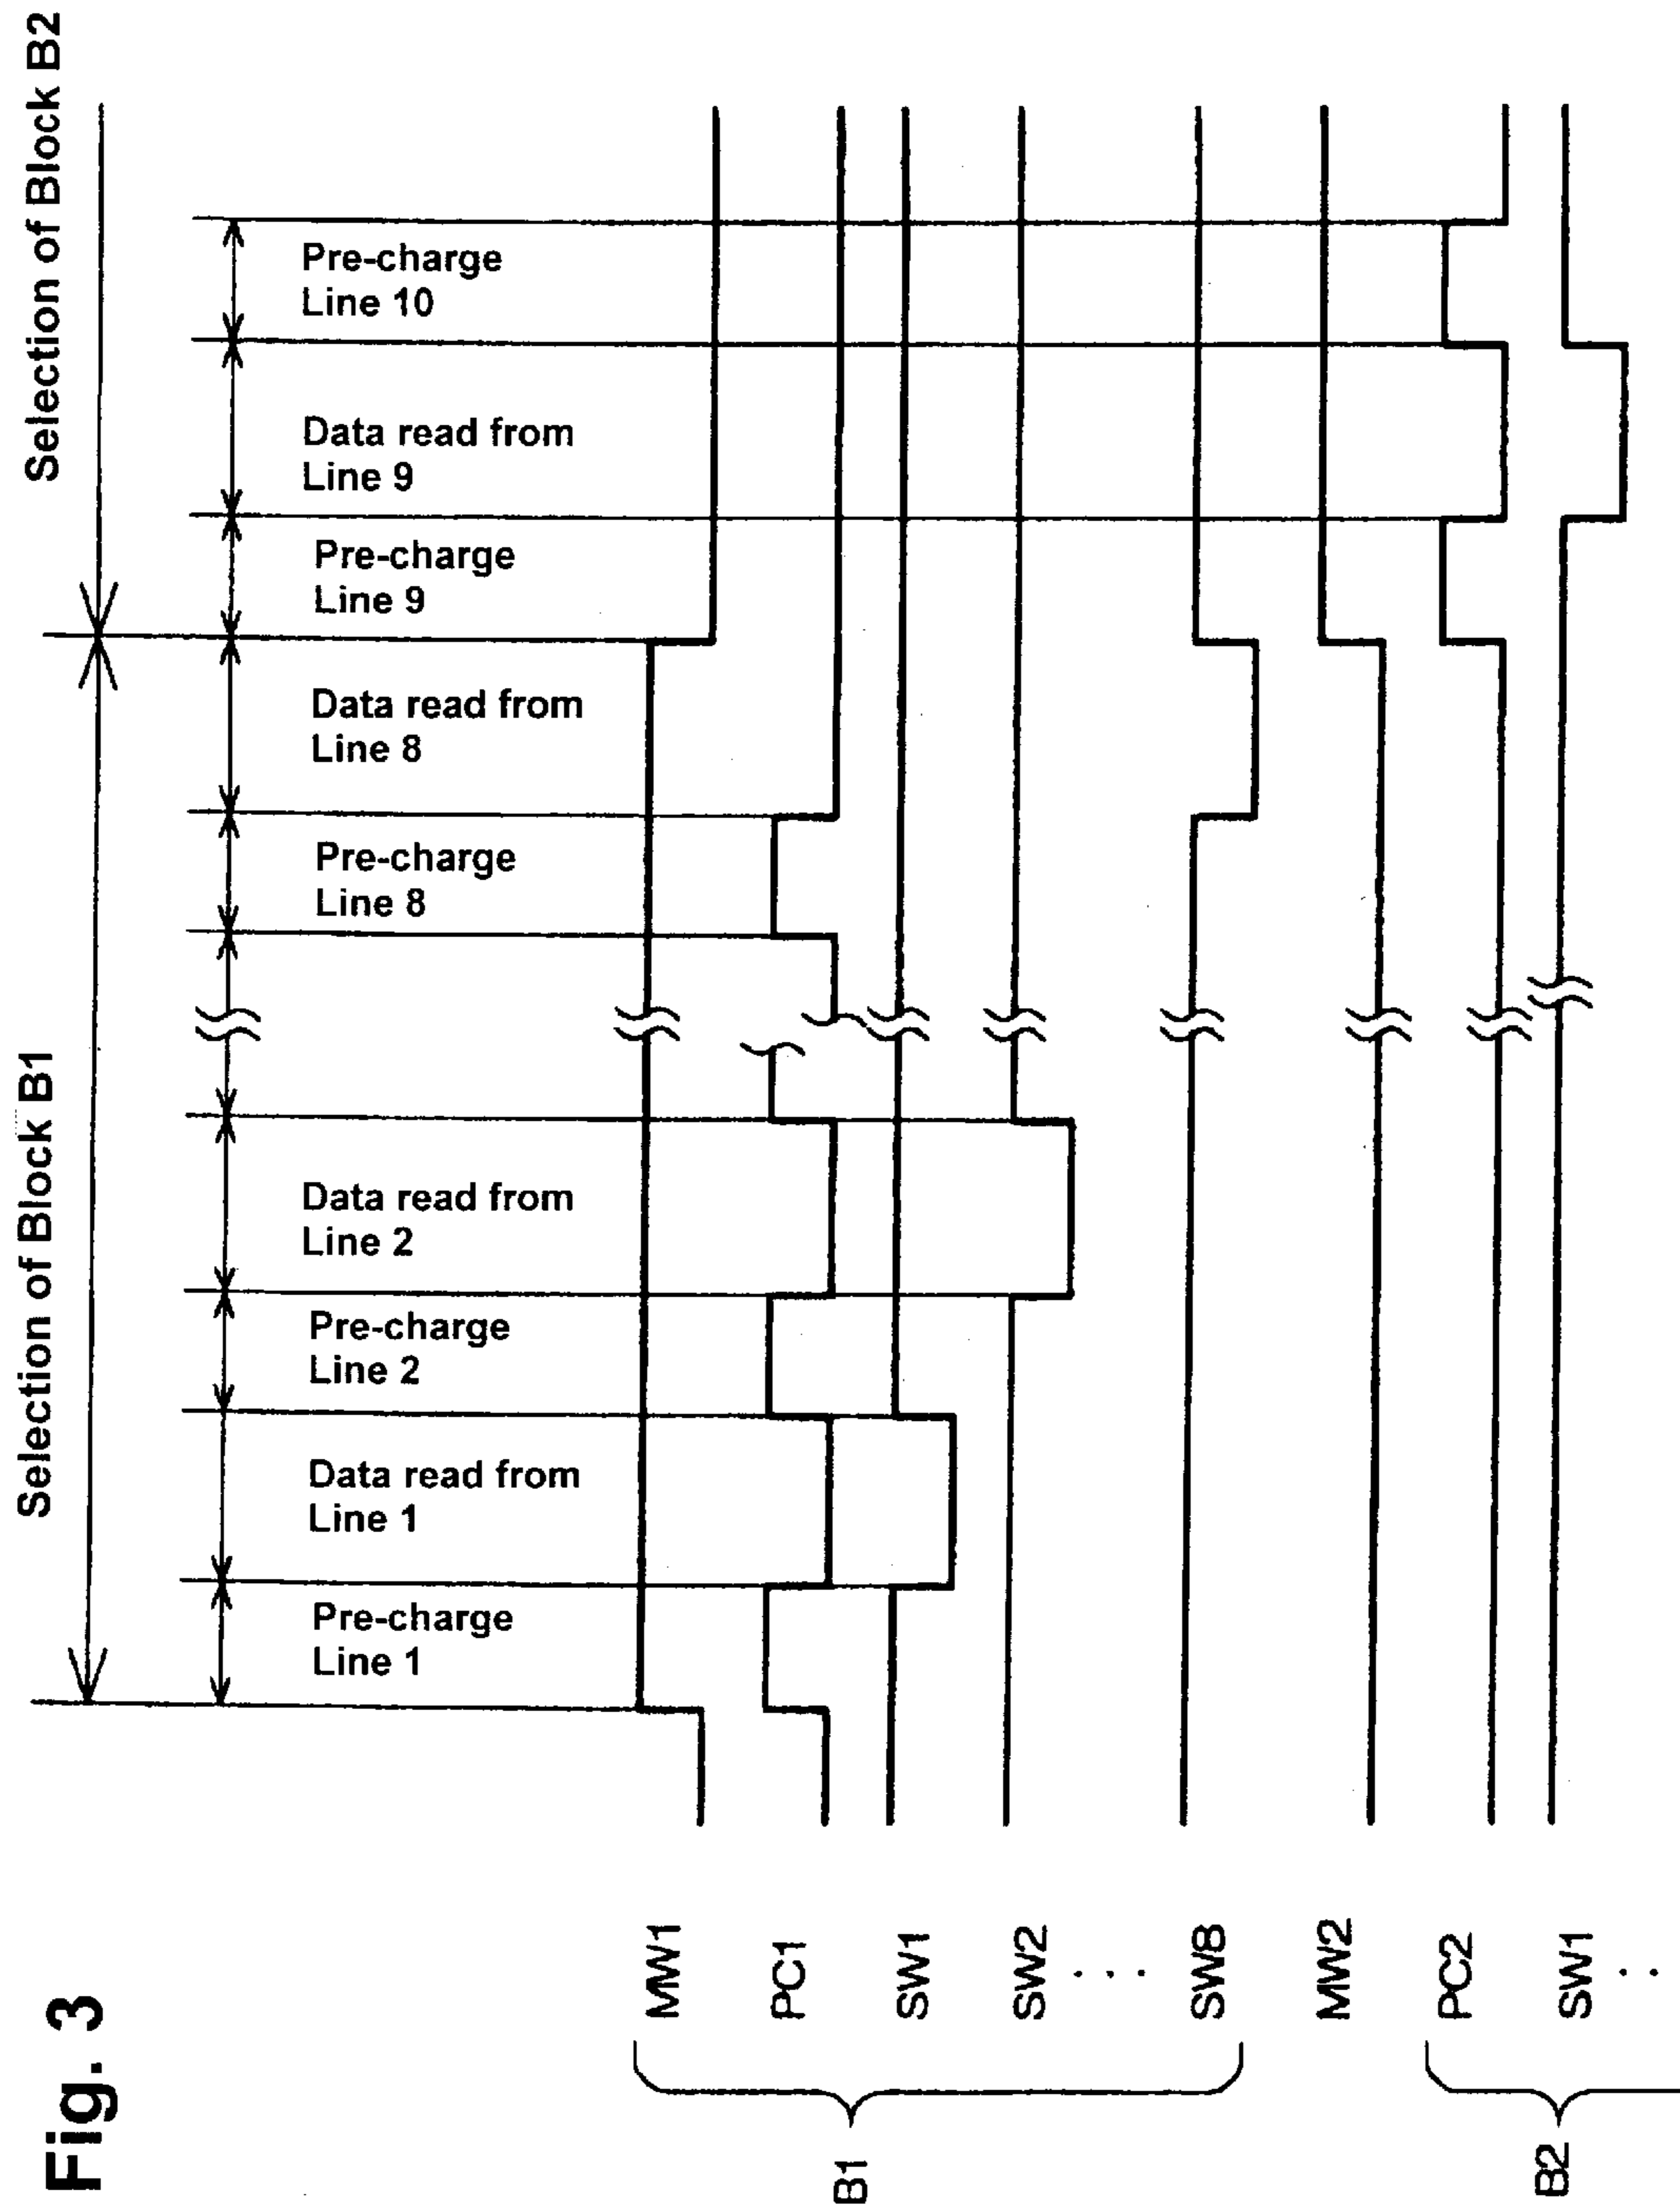 Fig. 3
Selection of Block B1
Selection of Block B2
Pre-charge
Line 1
Data read from
Line 1
Pre-charge
Line 2
Data read from
Line 2
Pre-charge
Line 8
Data read from
Line 8
Pre-charge
Line 9
Data read from
Line 9
Pre-charge
Line 10
B1
MW1
PC1
SW1
SW2
SW8
MW2
B2
PC2
SW1